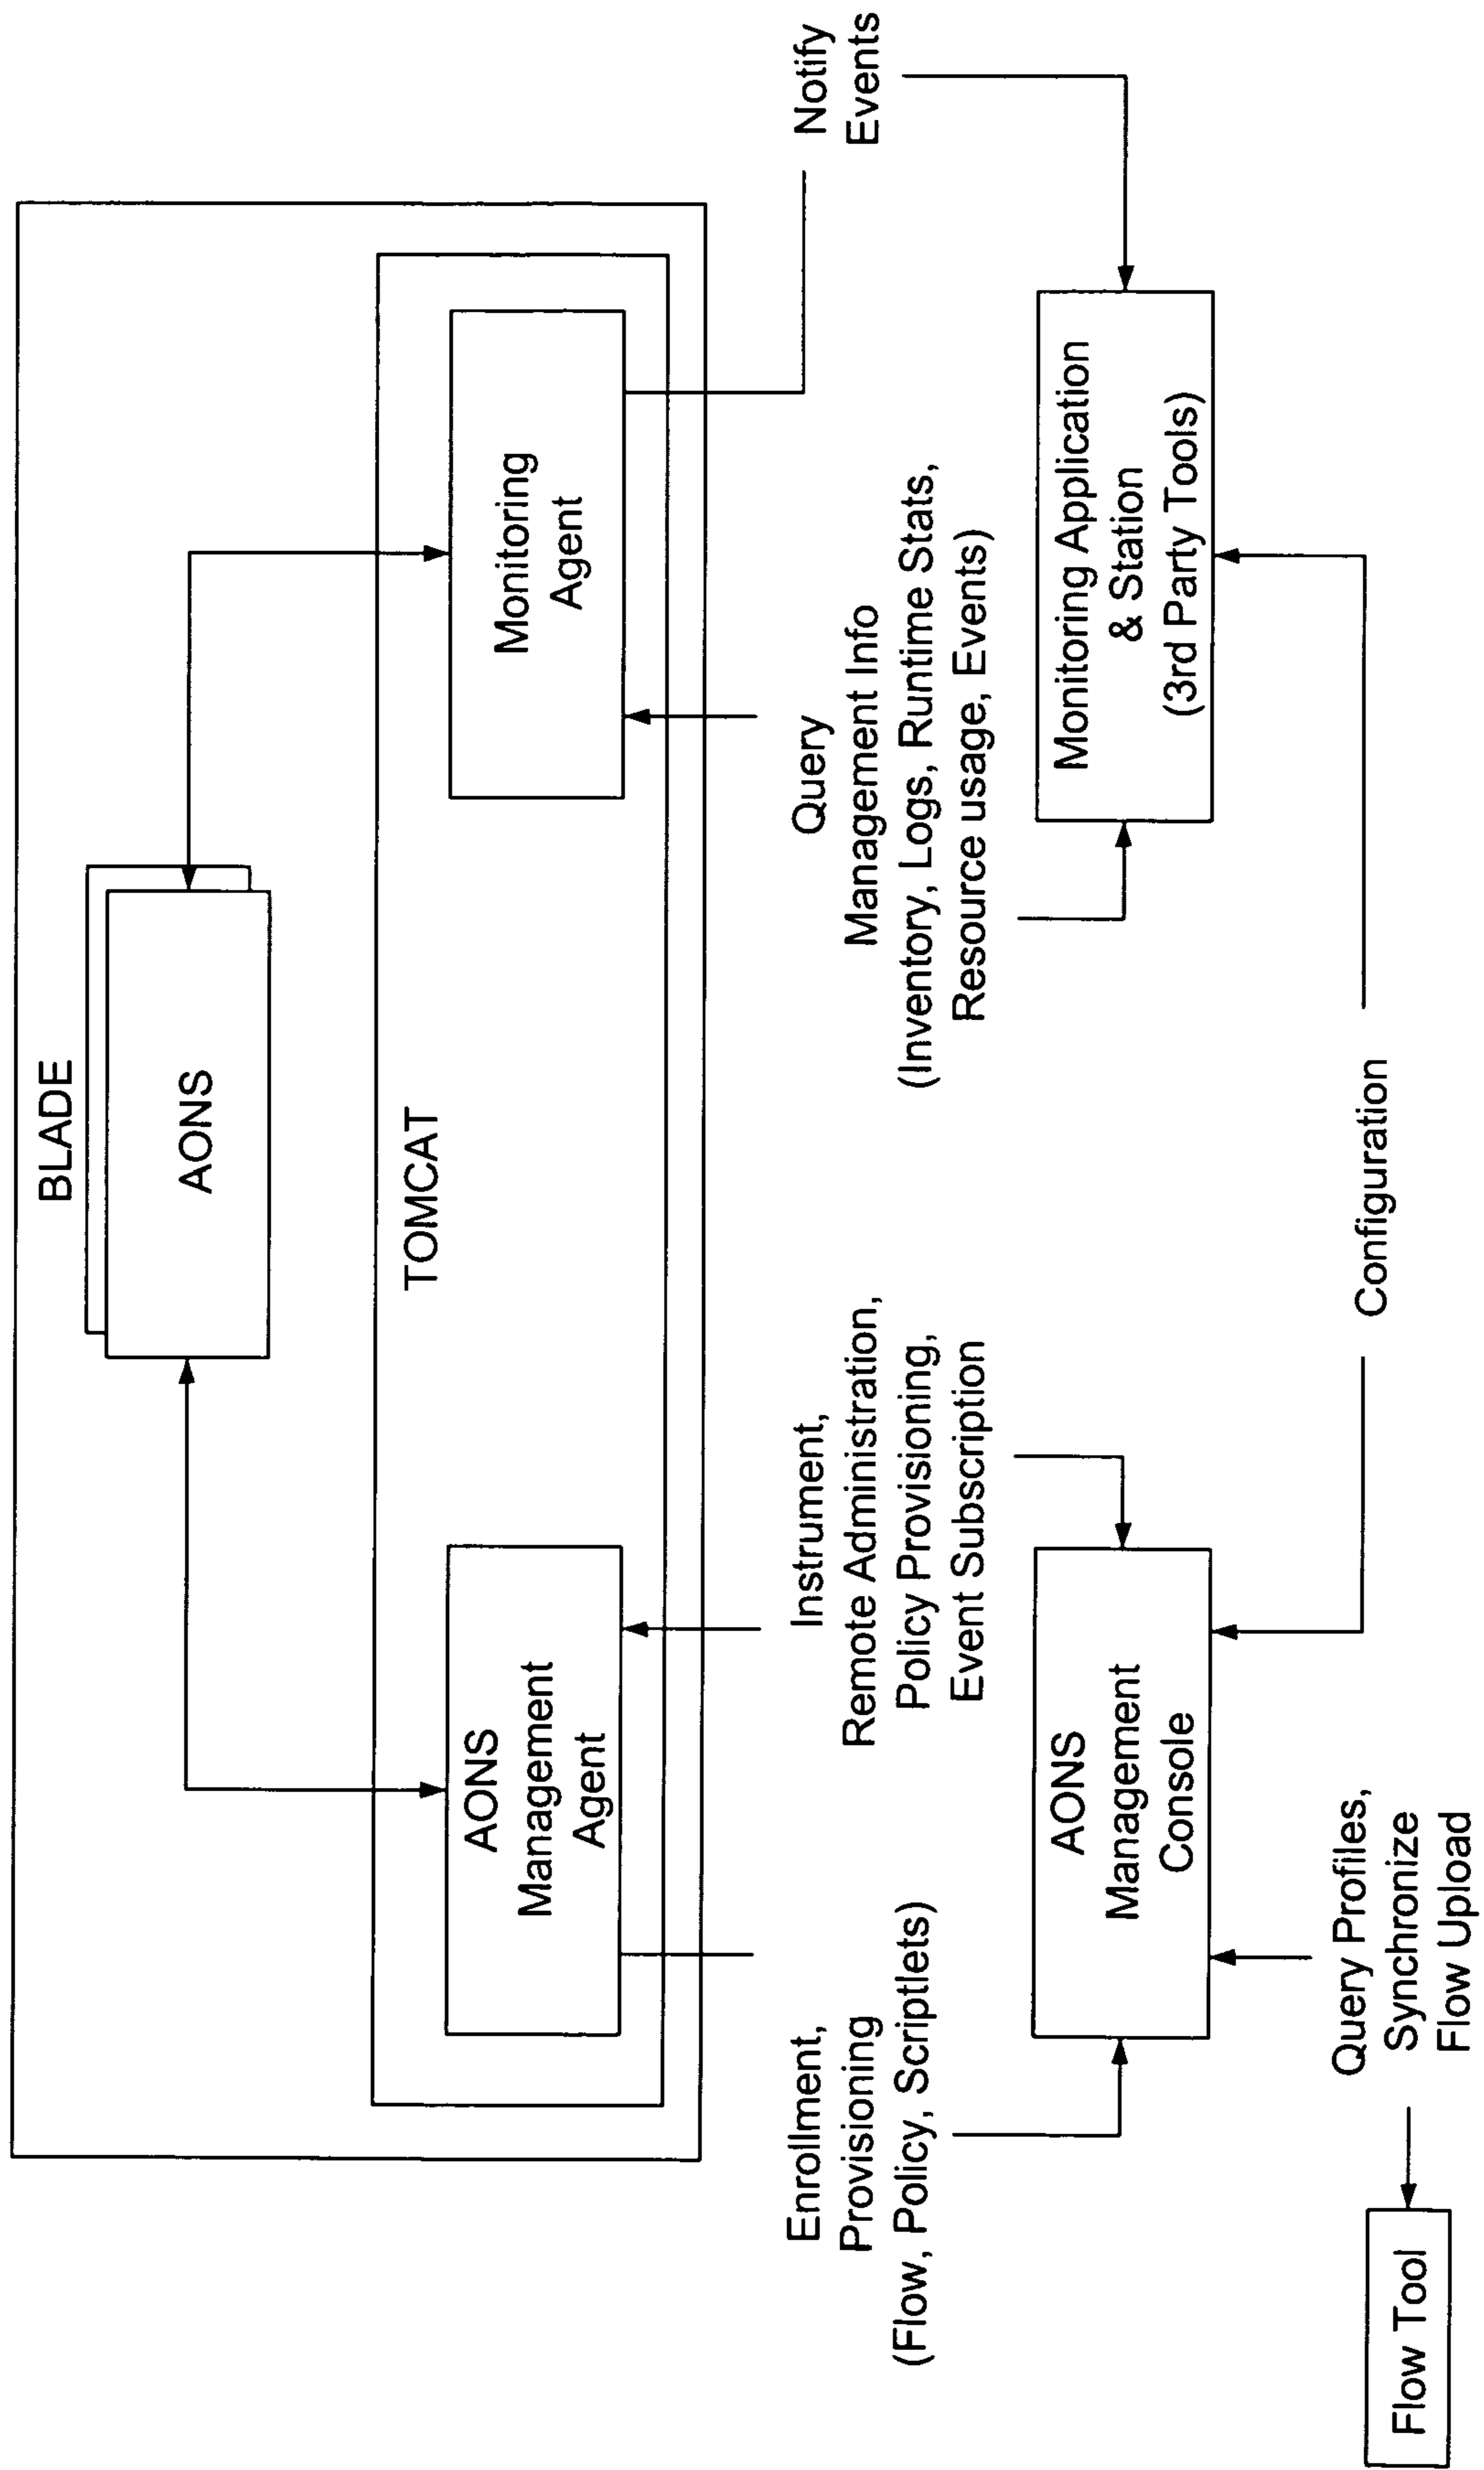 BLADE
AONS
TOMCAT
AONS
Management
Agent
Monitoring
Agent
Enrollment,
Provisioning
(Flow, Policy, Scriptlets)
Instrument,
Remote Administration,
Policy Provisioning,
Event Subscription
Query
Management Info
(Inventory, Logs, Runtime Stats,
Resource usage, Events)
Notify
Events
AONS
Management
Console
Monitoring Application
& Station
(3rd Party Tools)
Query Profiles,
Synchronize
Flow Upload
Configuration
Flow Tool